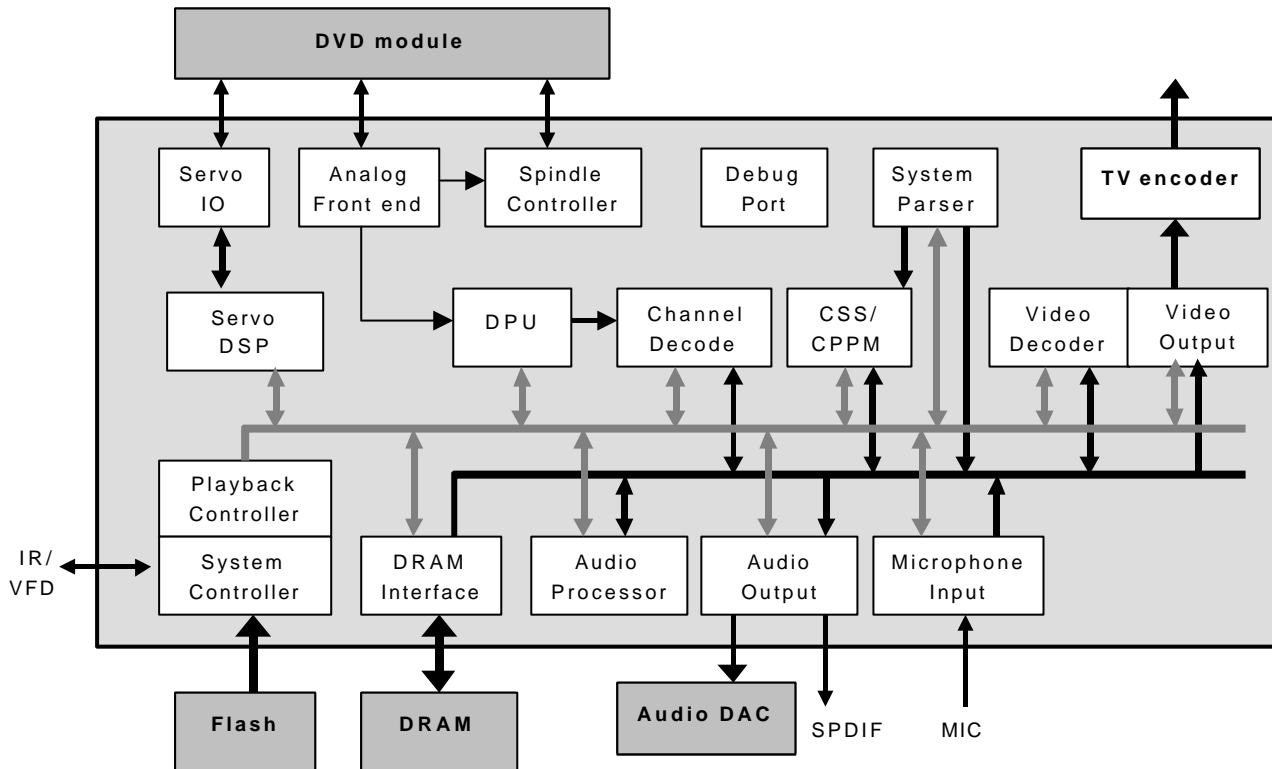 DVD module
Servo
IO
Analog
Front end
Spindle
Controller
Debug
Port
System
Parser
TV encoder
Servo
DSP
DPU
Channel
Decode
CSS/
CPPM
Video
Decoder
Video
Output
Playback
Controller
IR/
VFD
System
Controller
DRAM
Interface
Audio
Processor
Audio
Output
Microphone
Input
Flash
DRAM
Audio DAC
SPDIF
MIC